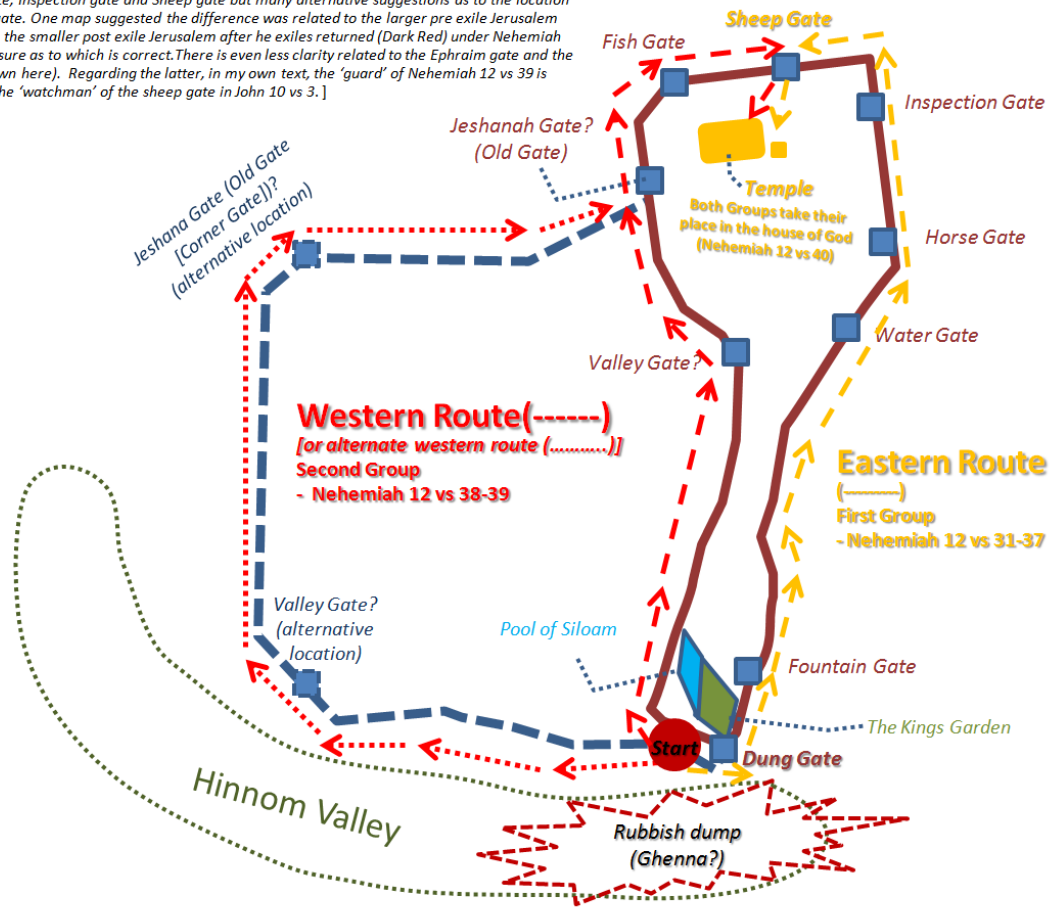 Inspection gate and Sheep gate but many alternative suggestions as to the location
gate. One map suggested the difference was related to the larger pre exile Jerusalem
the smaller post exile Jerusalem after he exiles returned (Dark Red) under Nehemiah
sure as to which is correct.There is even less clarity related to the Ephraim gate and the
wn here).  Regarding the latter, in my own text, the ‘guard’ of Nehemiah 12 vs 39 is
he ‘watchman’ of the sheep gate in John 10 vs 3. ]
Sheep Gate
Fish Gate
Inspection Gate
Jeshanah Gate?
(Old Gate)
Jeshana Gate (Old Gate
[Corner Gate])?
(alternative location)
Temple
Both Groups take their
place in the house of God
(Nehemiah 12 vs 40)
Horse Gate
Water Gate
Valley Gate?
Western Route(------)
[or alternate western route (...........)]
Second Group
- Nehemiah 12 vs 38-39
Eastern Route
(---------)
First Group
- Nehemiah 12 vs 31-37
Valley Gate?
(alternative
location)
Pool of Siloam
Fountain Gate
The Kings Garden
Start
Dung Gate
Hinnom Valley
Rubbish dump
(Ghenna?)